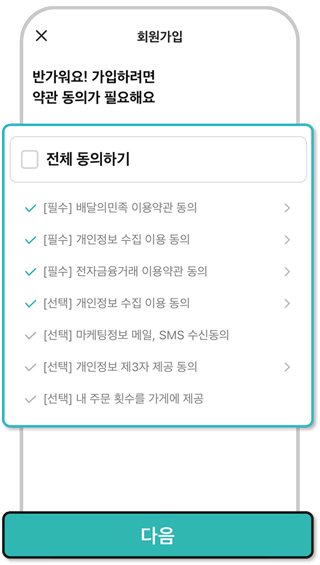 회원가입
반가워요! 가입하려면
약관 동의가 필요해요
전체 동의하기
[필수] 배달의민족 이용약관 동의
[필수] 개인정보 수집 이용 동의
[필수] 전자금융거래 이용약관 동의
[선택] 개인정보 수집 이용 동의
[선택] 마케팅정보 메일, SMS 수신동의
[선택] 개인정보 제3자 제공 동의
[선택] 내 주문 횟수를 가게에 제공
다음